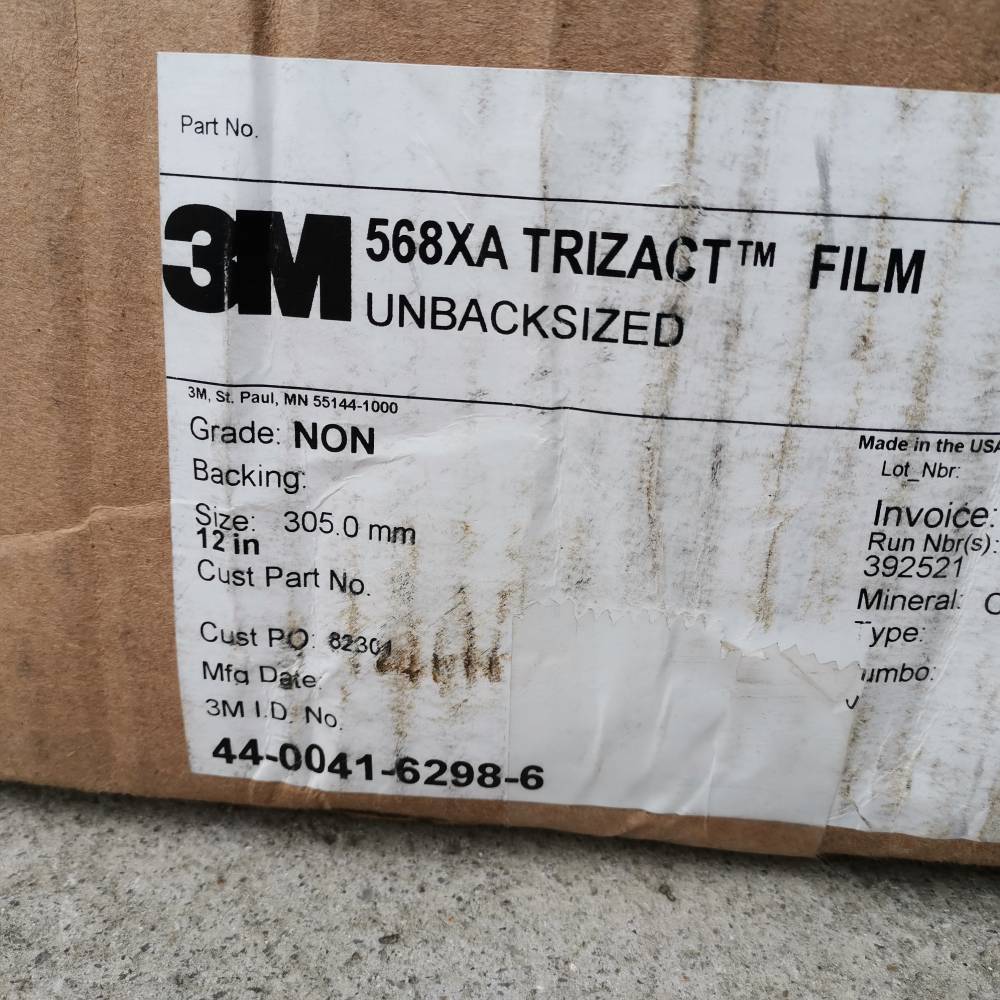 Part No.
3M
568XA TRIZACT™ FILM
UNBACKSIZED
3M, St. Paul, MN 55144-1000
Grade: NON
Backing:
Size: 305.0 mm
12 in
Cust Part No.
Cust PO: 82301
Mfg Date:
3M I.D. No.
44-0041-6298-6
Made in the USA
Lot_Nbr:
Invoice:
Run Nbr(s):
392521
Mineral: